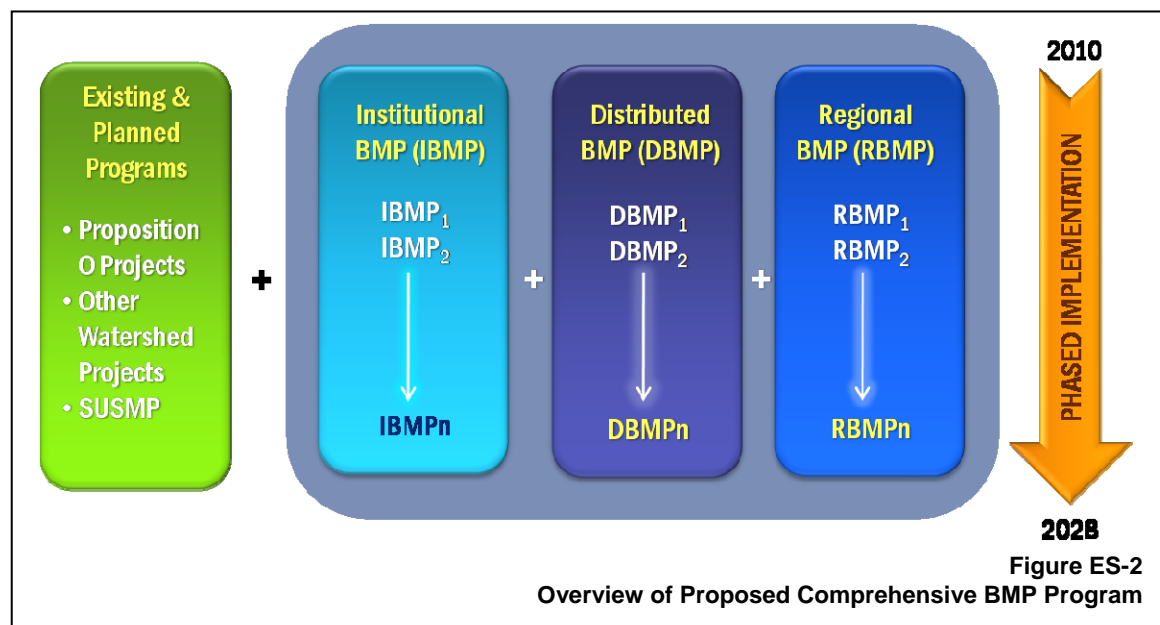 Existing &
Planned
Programs
• Proposition
O Projects
• Other
Watershed
Projects
• SUSMP
+
Institutional
BMP (IBMP)
IBMP₁
IBMP₂
IBMPn
+
Distributed
BMP (DBMP)
DBMP₁
DBMP₂
DBMPn
+
Regional
BMP (RBMP)
RBMP₁
RBMP₂
RBMPn
2010
PHASED IMPLEMENTATION
2028
Figure ES-2
Overview of Proposed Comprehensive BMP Program